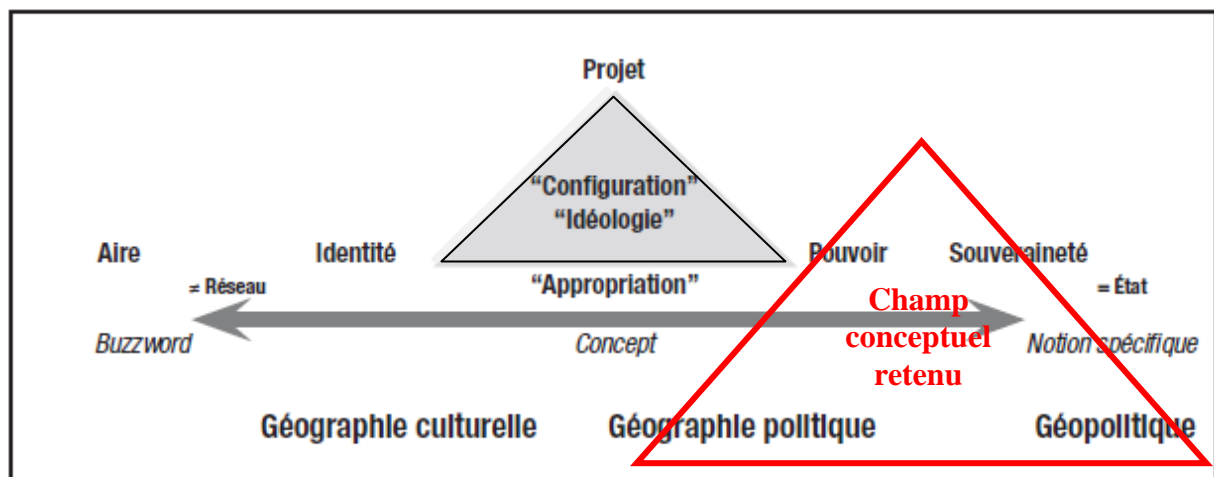 Projet
“Configuration”
“Idéologie”
Aire Identité Pouvoir Souveraineté
≠ Réseau “Appropriation” = État
Champ
conceptuel
retenu
Buzzword Concept Notion spécifique
Géographie culturelle Géographie politique Géopolitique